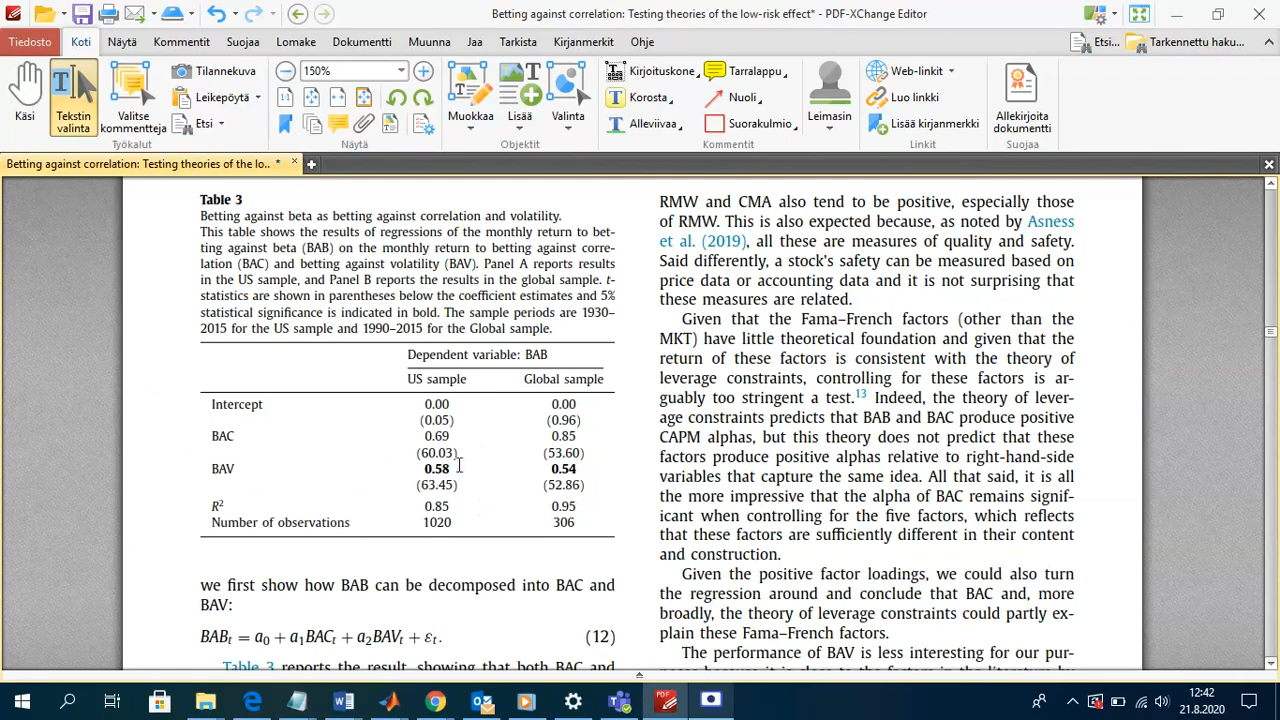 Betting against correlation: Testing theories of the low-risk effect* - PDF-XChange Editor
Tiedosto
Koti
Näytä
Kommentit
Suojaa
Lomake
Dokumentti
Muunna
Jaa
Tarkista
Kirjanmerkit
Ohje
Etsi...
Tarkennettu haku...
Käsi
Tekstin valinta
Valitse kommentteja
Tilannekuva
Leikepöytä
Etsi
Työkalut
150%
Näytä
Muokkaa
Lisää
Valinta
Objektit
Kirjoituskone
Korosta
Alleviivaa
Tarralappu
Nuoli
Suorakulmio
Kommentit
Leimasin
Web-linkit
Luo linkki
Lisää kirjanmerkki
Linkit
Allekirjoita dokumentti
Suojaa
Betting against correlation: Testing theories of the lo.. *
Table 3
Betting against beta as betting against correlation and volatility.
This table shows the results of regressions of the monthly return to bet-
ting against beta (BAB) on the monthly return to betting against corre-
lation (BAC) and betting against volatility (BAV). Panel A reports results
in the US sample, and Panel B reports the results in the global sample. t-
statistics are shown in parentheses below the coefficient estimates and 5%
statistical significance is indicated in bold. The sample periods are 1930–
2015 for the US sample and 1990–2015 for the Global sample.
Dependent variable: BAB
US sample Global sample
Intercept 0.00 0.00
(0.05) (0.96)
BAC 0.69 0.85
(60.03) (53.60)
BAV 0.58 0.54
(63.45) (52.86)
R² 0.85 0.95
Number of observations 1020 306
we first show how BAB can be decomposed into BAC and
BAV:
BABt = a0 + a1BACt + a2BAVt + εt. (12)
Table 3 reports the result, showing that both BAC and
RMW and CMA also tend to be positive, especially those
of RMW. This is also expected because, as noted by Asness
et al. (2019), all these are measures of quality and safety.
Said differently, a stock's safety can be measured based on
price data or accounting data and it is not surprising that
these measures are related.
Given that the Fama–French factors (other than the
MKT) have little theoretical foundation and given that the
return of these factors is consistent with the theory of
leverage constraints, controlling for these factors is ar-
guably too stringent a test.13 Indeed, the theory of lever-
age constraints predicts that BAB and BAC produce positive
CAPM alphas, but this theory does not predict that these
factors produce positive alphas relative to right-hand-side
variables that capture the same idea. All that said, it is all
the more impressive that the alpha of BAC remains signif-
icant when controlling for the five factors, which reflects
that these factors are sufficiently different in their content
and construction.
Given the positive factor loadings, we could also turn
the regression around and conclude that BAC and, more
broadly, the theory of leverage constraints could partly ex-
plain these Fama–French factors.
The performance of BAV is less interesting for our pur-
12:42
21.8.2020